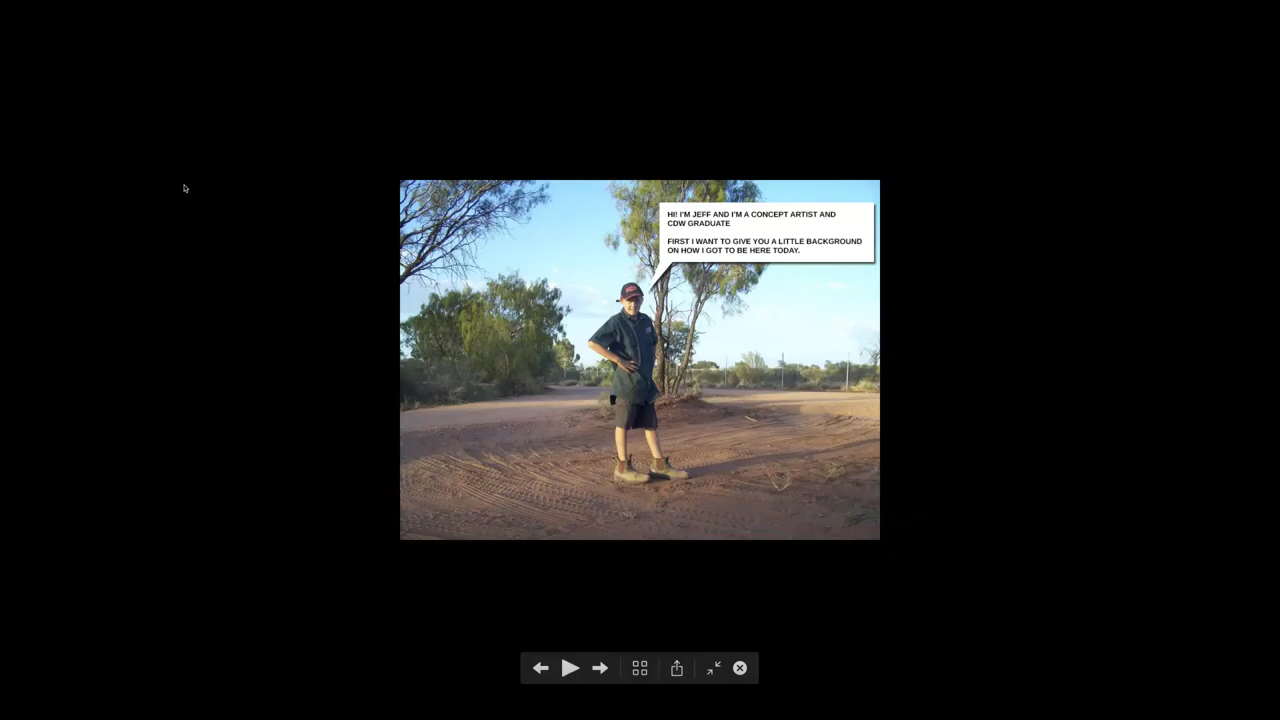 HI! I'M JEFF AND I'M A CONCEPT ARTIST AND
CDW GRADUATE
FIRST I WANT TO GIVE YOU A LITTLE BACKGROUND
ON HOW I GOT TO BE HERE TODAY.